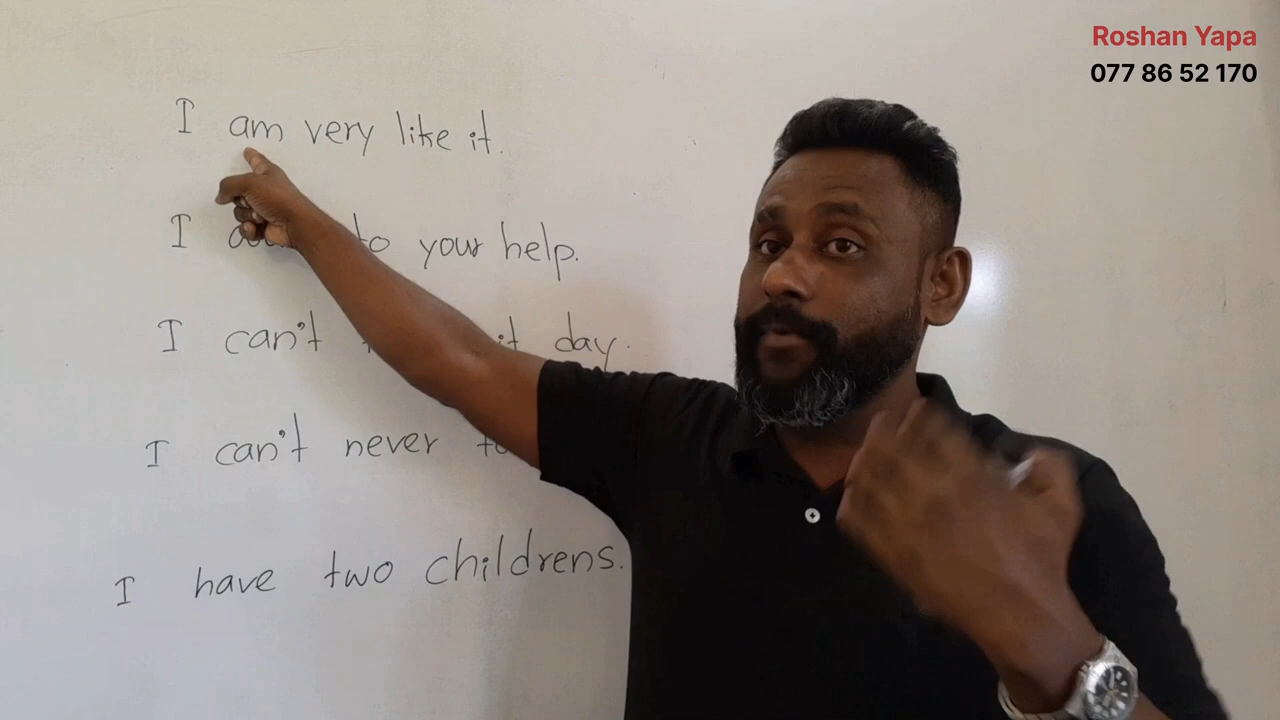 Roshan Yapa
077 86 52 170
I am very like it.
I to your help.
I can't day.
I can't never
I have two childrens.